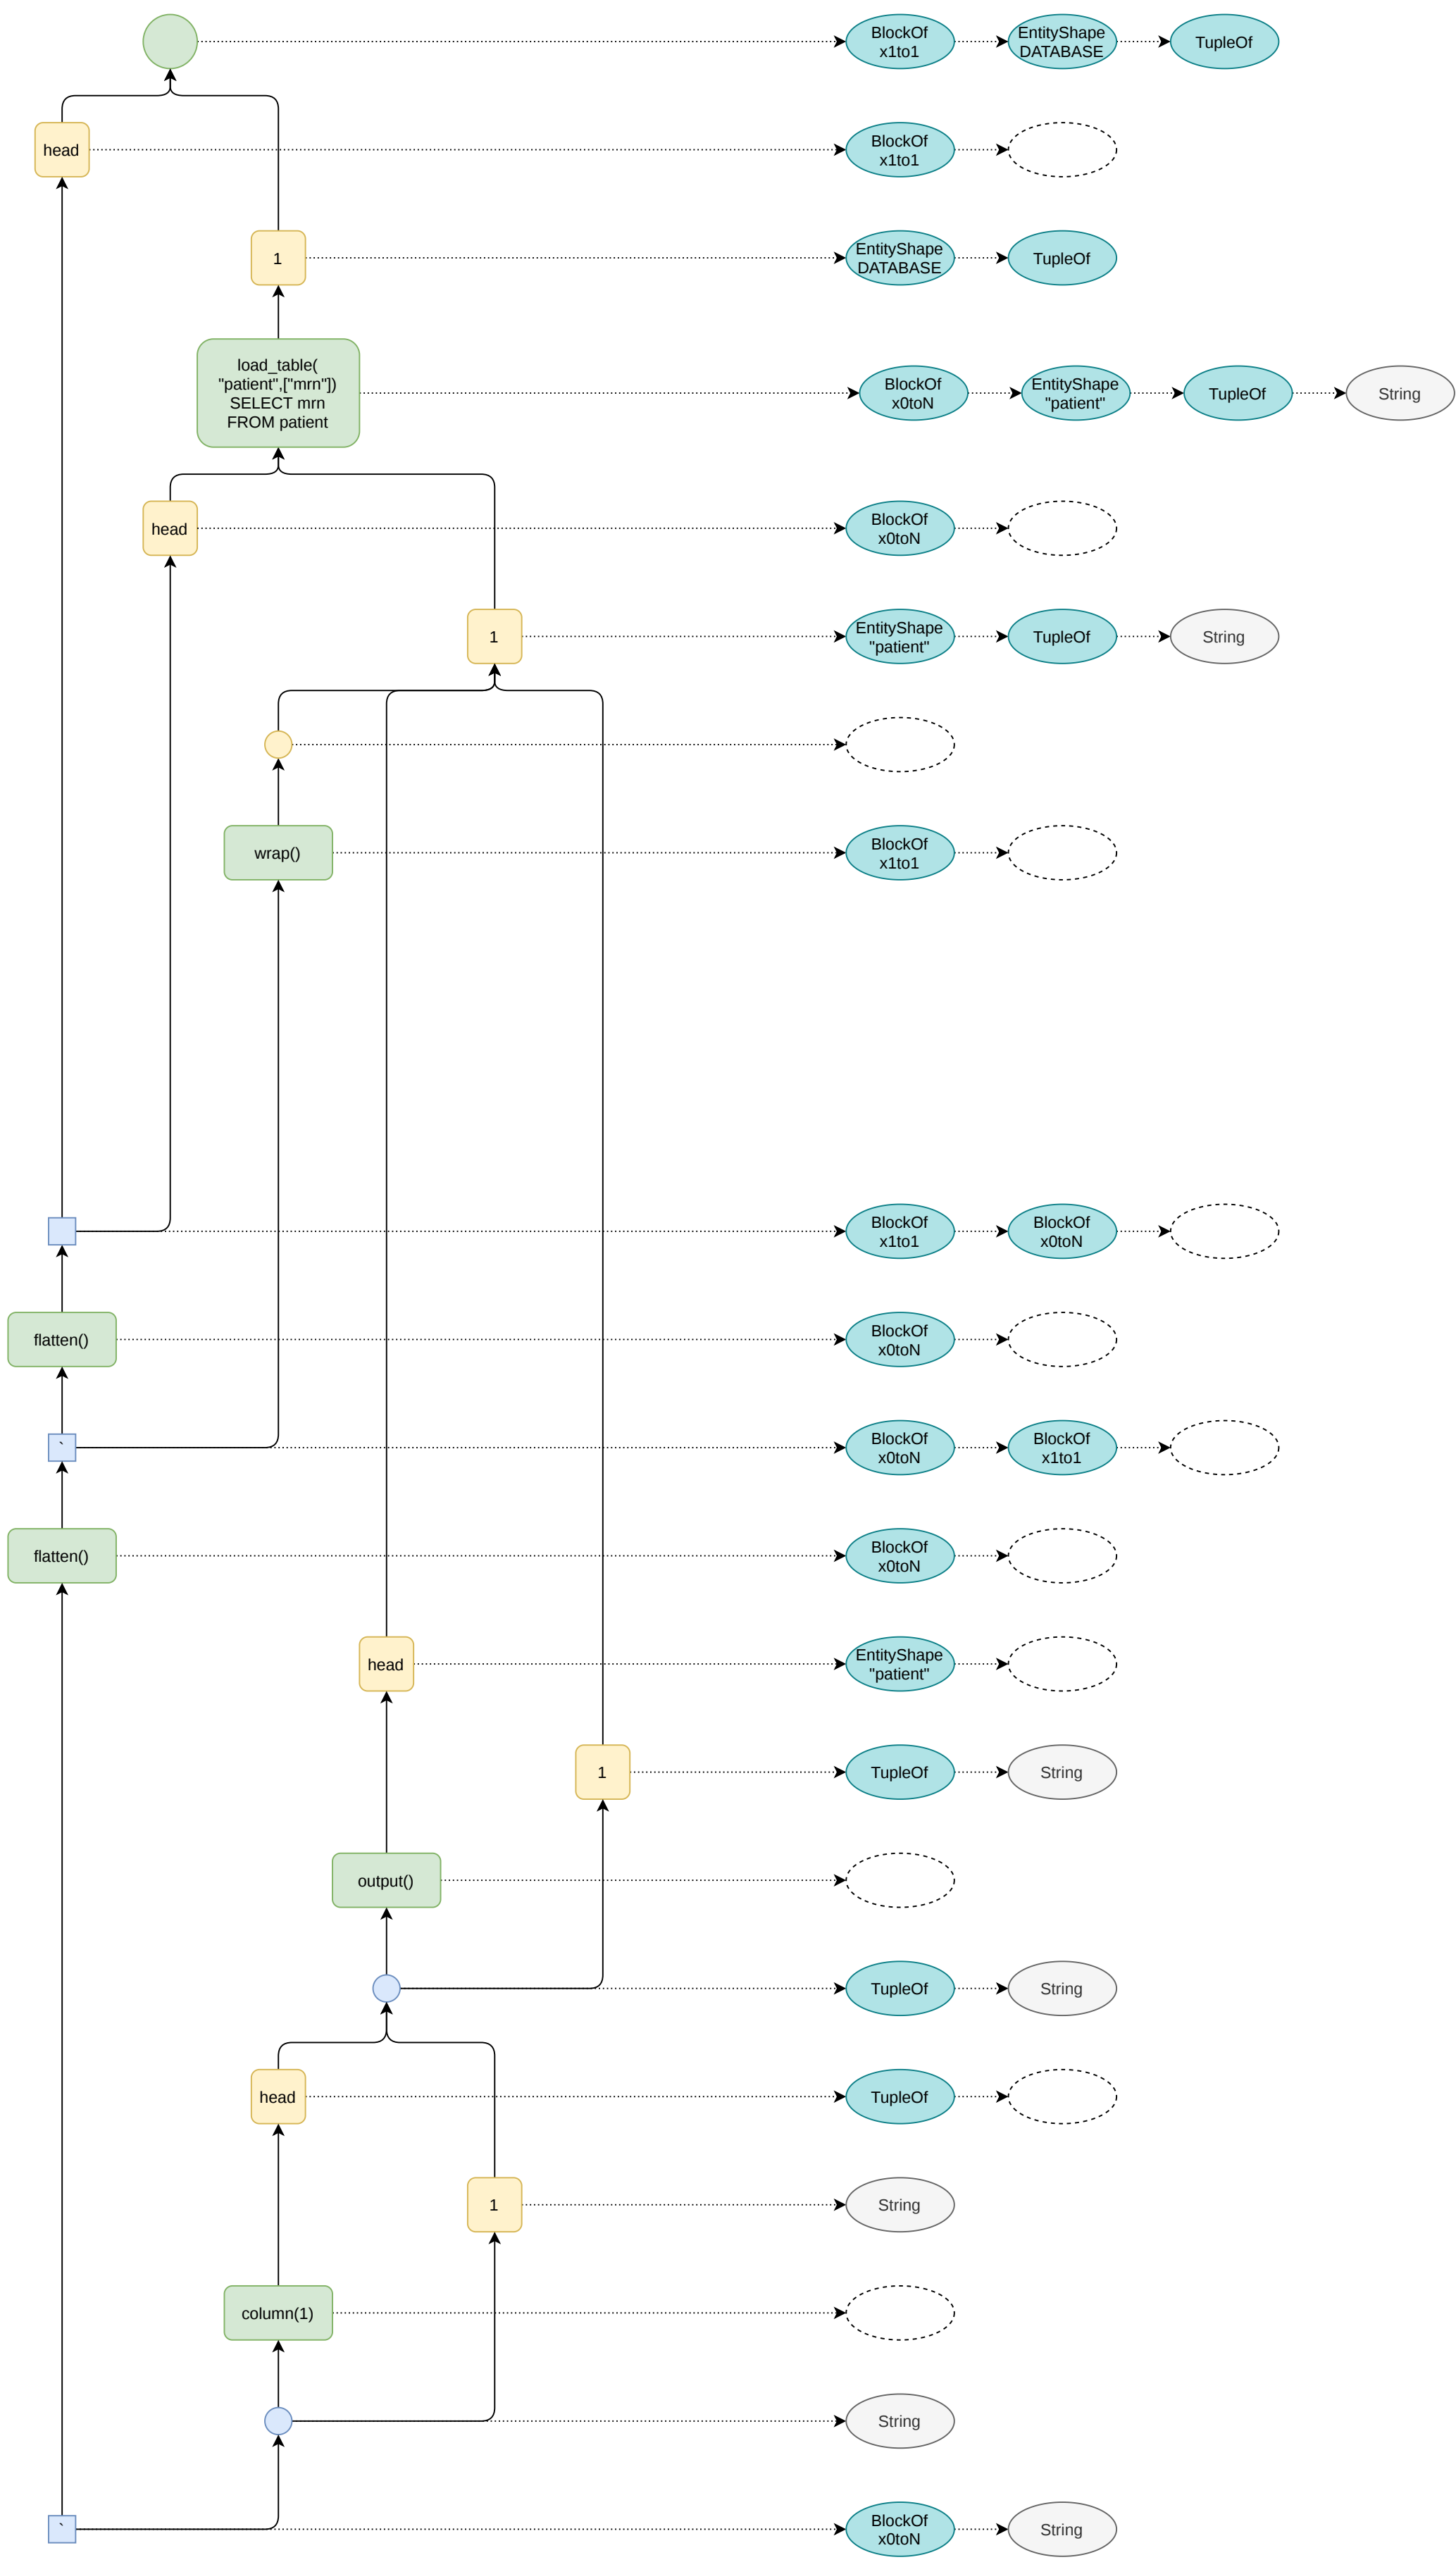 BlockOf
x1to1
EntityShape
DATABASE
TupleOf
head
BlockOf
x1to1
1
EntityShape
DATABASE
TupleOf
load_table(
"patient",["mrn"])
SELECT mrn
FROM patient
BlockOf
x0toN
EntityShape
"patient"
TupleOf
String
head
BlockOf
x0toN
1
EntityShape
"patient"
TupleOf
String
wrap()
BlockOf
x1to1
BlockOf
x1to1
BlockOf
x0toN
flatten()
BlockOf
x0toN
`
BlockOf
x0toN
BlockOf
x1to1
flatten()
BlockOf
x0toN
head
EntityShape
"patient"
1
TupleOf
String
output()
TupleOf
String
head
TupleOf
1
String
column(1)
String
`
BlockOf
x0toN
String